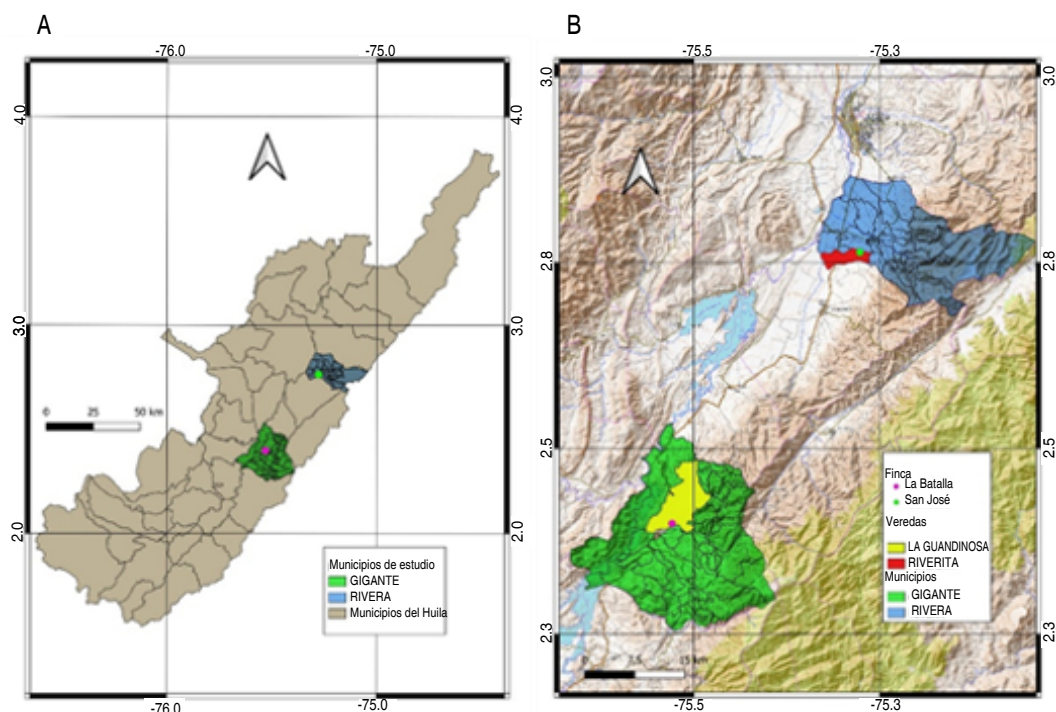 A
-76.0
-75.0
4.0
4.0
3.0
3.0
2.0
2.0
0 25 50 km
Municipios de estudio
GIGANTE
RIVERA
Municipios del Huila
-76.0
-75.0
B
-75.5
-75.3
3.0
3.0
2.8
2.8
2.5
2.5
2.3
2.3
Finca
La Batalla
San José
Veredas
LA GUANDINOSA
RIVERITA
Municipios
GIGANTE
RIVERA
0 7.5 15 km
-75.5
-75.3